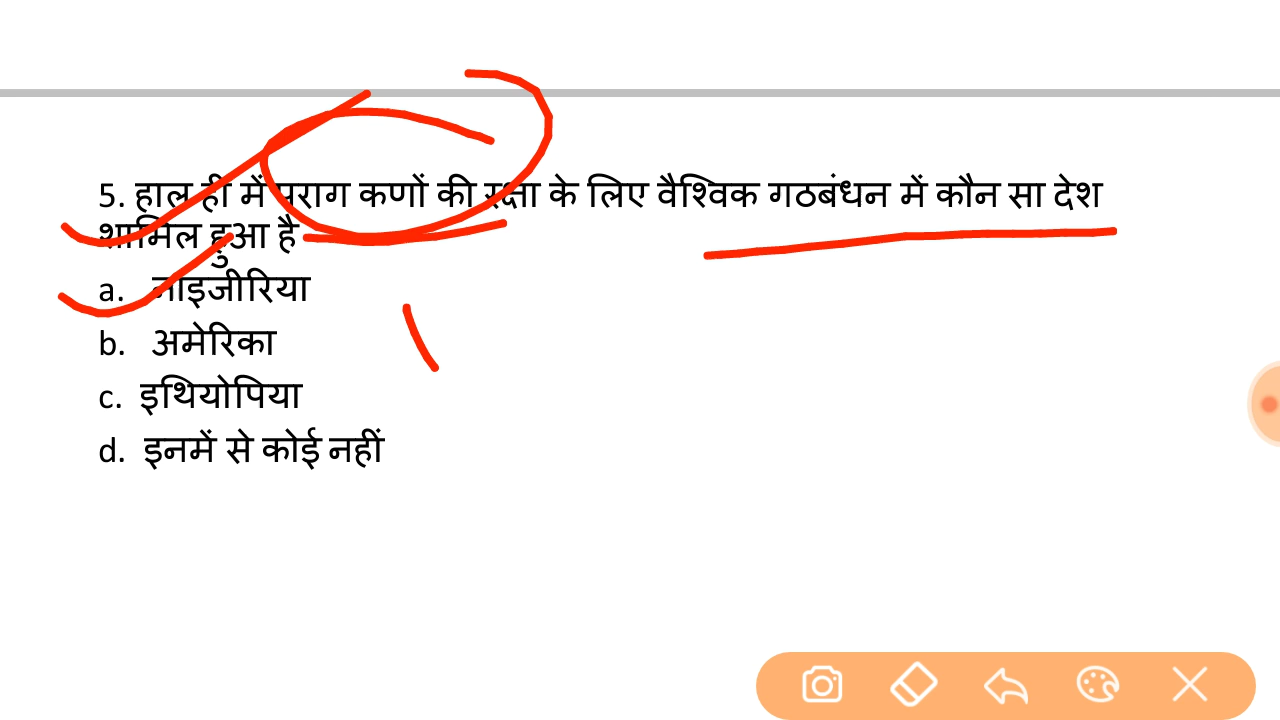 5. हाल ही में पराग कणों की रक्षा के लिए वैश्विक गठबंधन में कौन सा देश
शामिल हुआ है
a. नाइजीरिया
b. अमेरिका
c. इथियोपिया
d. इनमें से कोई नहीं